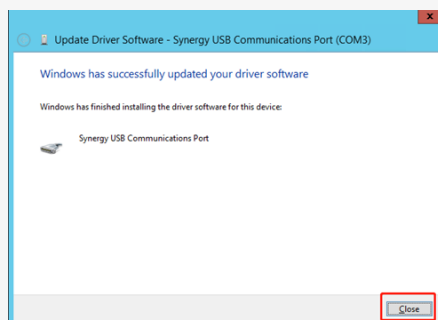 Update Driver Software - Synergy USB Communications Port (COM3)
Windows has successfully updated your driver software
Windows has finished installing the driver software for this device:
Synergy USB Communications Port
Close